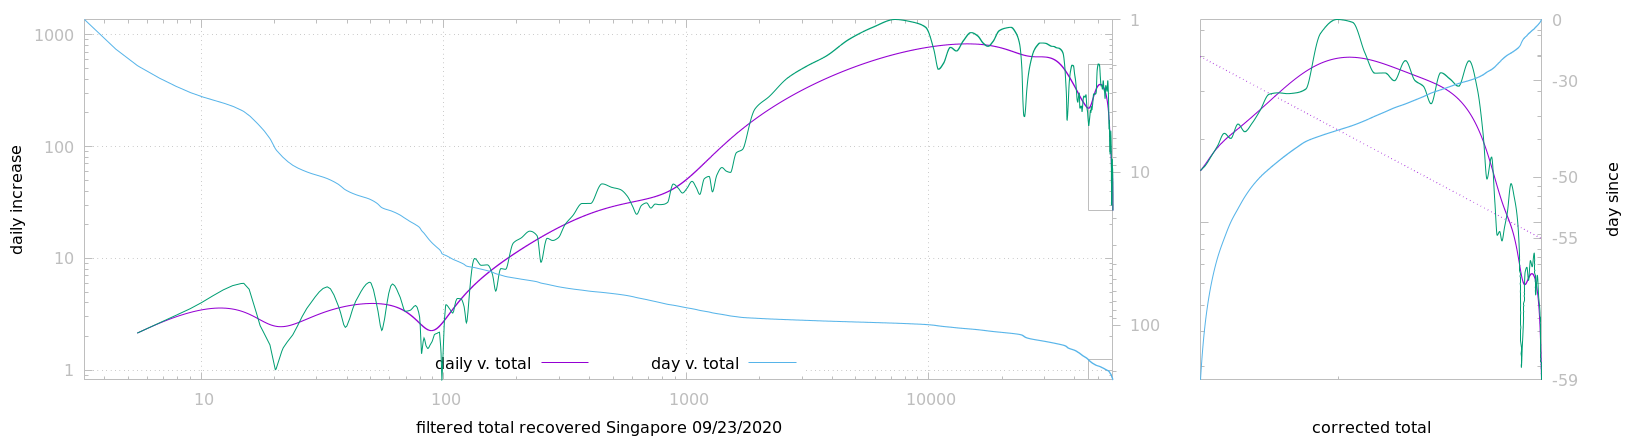 1000
100
10
1
daily increase
10
100
1000
10000
1
10
100
daily v. total
day v. total
filtered total recovered Singapore 09/23/2020
0
-30
-50
-55
-59
day since
corrected total